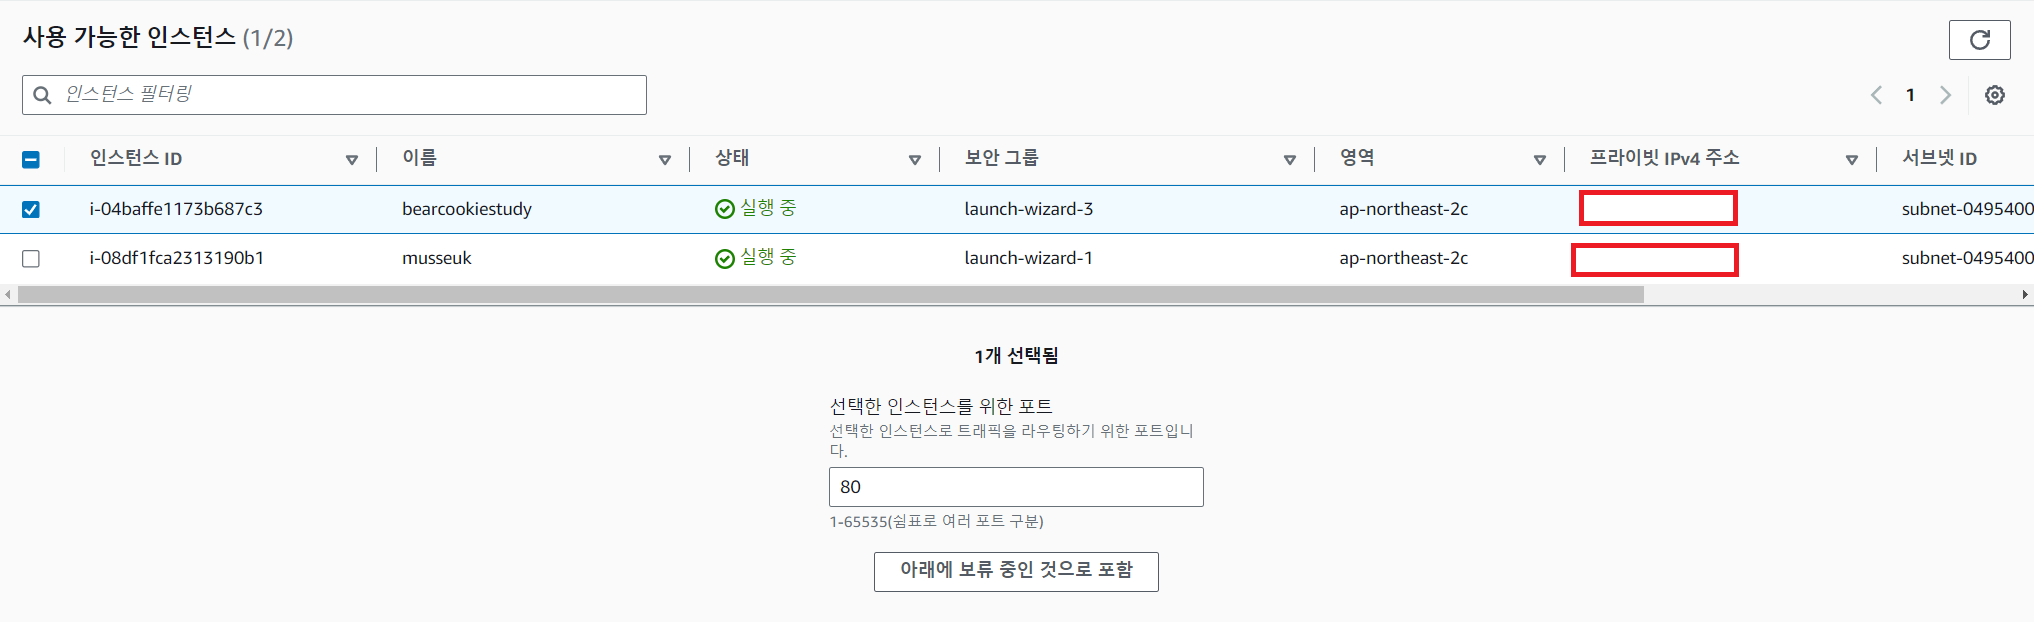 사용 가능한 인스턴스 (1/2)
인스턴스 필터링
1
인스턴스 ID 이름 상태 보안 그룹 영역 프라이빗 IPv4 주소 서브넷 ID
i-04baffe1173b687c3 bearcookiestudy 실행 중 launch-wizard-3 ap-northeast-2c subnet-0495400
i-08df1fca2313190b1 musseuk 실행 중 launch-wizard-1 ap-northeast-2c subnet-0495400
1개 선택됨
선택한 인스턴스를 위한 포트
선택한 인스턴스로 트래픽을 라우팅하기 위한 포트입니
다.
80
1-65535(쉼표로 여러 포트 구분)
아래에 보류 중인 것으로 포함